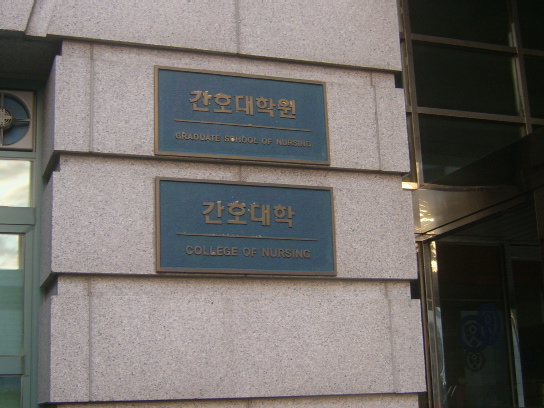 간호대학원
GRADUATE SCHOOL OF NURSING
간호대학
COLLEGE OF NURSING